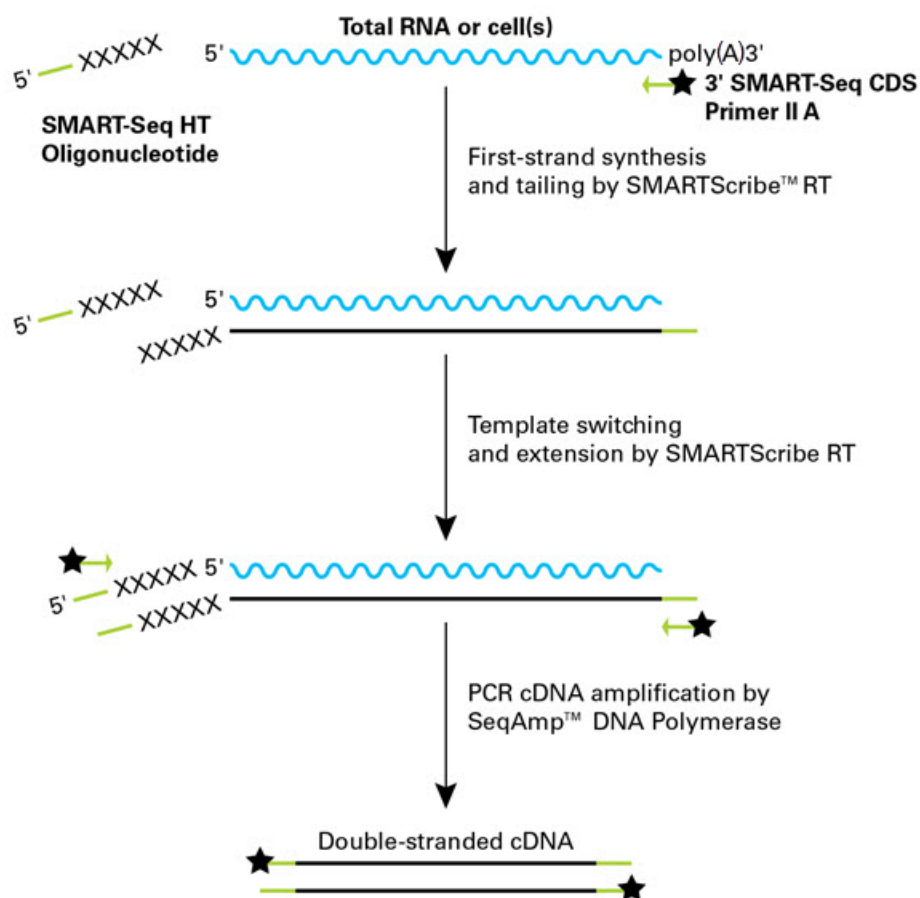 Total RNA or cell(s)
5' XXXXX
5'
poly(A)3'
3' SMART-Seq CDS
Primer II A
SMART-Seq HT
Oligonucleotide
First-strand synthesis
and tailing by SMARTScribe™ RT
5' XXXXX
5'
XXXXX
Template switching
and extension by SMARTScribe RT
5' XXXXX
5'
XXXXX
PCR cDNA amplification by
SeqAmp™ DNA Polymerase
Double-stranded cDNA